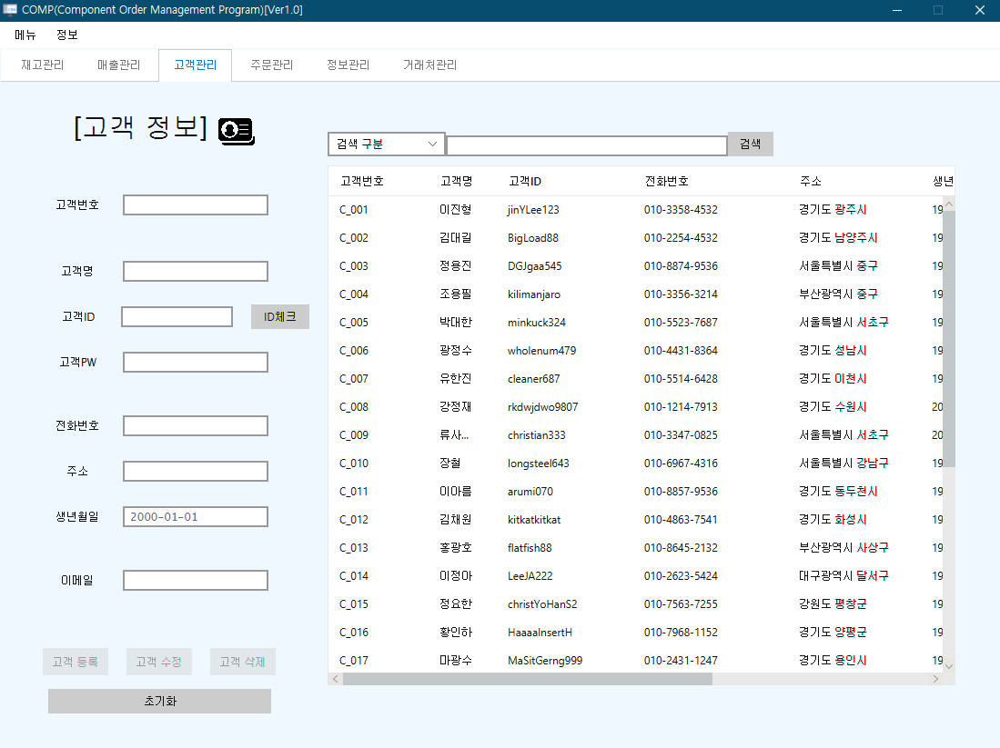 COMP(Component Order Management Program)[Ver1.0]
메뉴 정보
재고관리 매출관리 고객관리 주문관리 정보관리 거래처관리
[고객 정보]
검색 구분 검색
고객번호
고객명
고객ID ID체크
고객PW
전화번호
주소
생년월일 2000-01-01
이메일
고객 등록 고객 수정 고객 삭제
초기화
고객번호 고객명 고객ID 전화번호 주소 생년
C_001 이진형 jinYLee123 010-3358-4532 경기도 광주시 19
C_002 김대길 BigLoad88 010-2254-4532 경기도 남양주시 19
C_003 정용진 DGJgaa545 010-8874-9536 서울특별시 중구 19
C_004 조용필 kilimanjaro 010-3356-3214 부산광역시 중구 19
C_005 박대한 minkuck324 010-5523-7687 서울특별시 서초구 19
C_006 광정수 wholenum479 010-4431-8364 경기도 성남시 19
C_007 유한진 cleaner687 010-5514-6428 경기도 이천시 19
C_008 강정재 rkdwjdwo9807 010-1214-7913 경기도 수원시 20
C_009 류사... christian333 010-3347-0825 서울특별시 서초구 20
C_010 장철 longsteel643 010-6967-4316 서울특별시 강남구 19
C_011 이아름 arumi070 010-8857-9536 경기도 동두천시 19
C_012 김채원 kitkatkitkat 010-4863-7541 경기도 화성시 19
C_013 홍광호 flatfish88 010-8645-2132 부산광역시 사상구 19
C_014 이정아 LeeJA222 010-2623-5424 대구광역시 달서구 19
C_015 정요한 christYoHanS2 010-7563-7255 강원도 평창군 19
C_016 황인하 HaaaaInsertH 010-7968-1152 경기도 양평군 19
C_017 마광수 MaSitGerng999 010-2431-1247 경기도 용인시 19